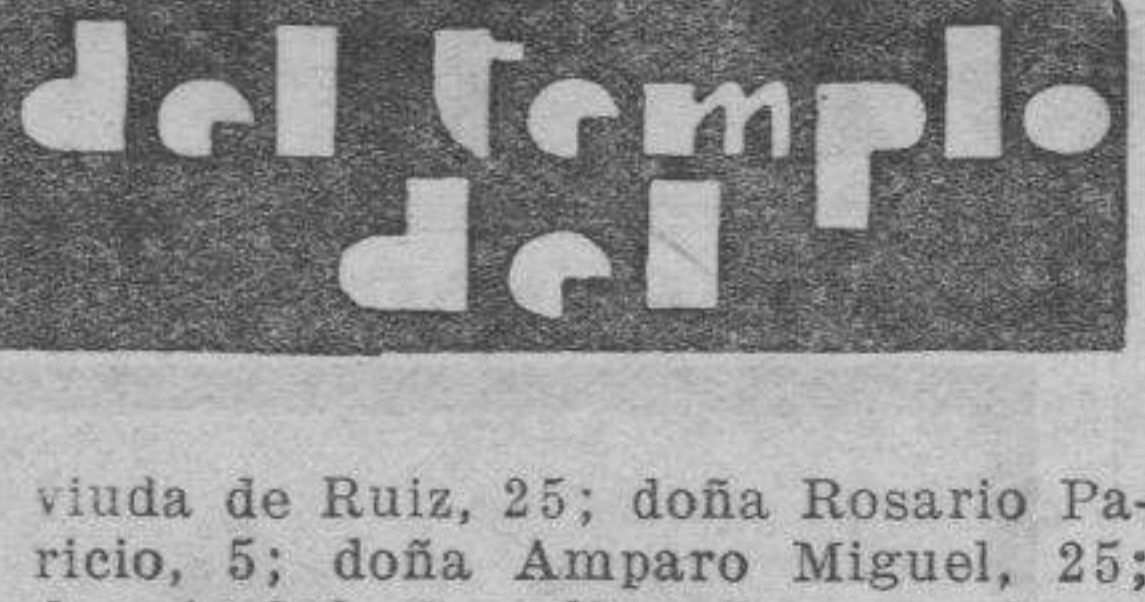 del templo
del
viuda de Ruiz, 25; doña Rosario Pa-
ricio, 5; doña Amparo Miguel, 25;